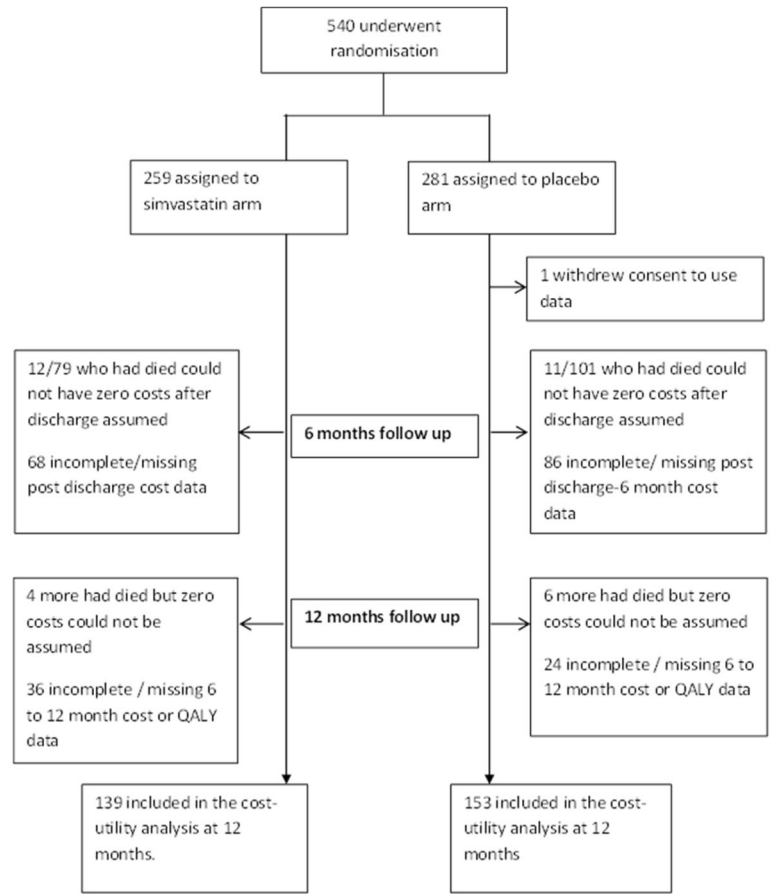 540 underwent
randomisation
259 assigned to
simvastatin arm
281 assigned to placebo
arm
1 withdrew consent to use
data
12/79 who had died could
not have zero costs after
discharge assumed
68 incomplete/missing
post discharge cost data
6 months follow up
11/101 who had died could
not have zero costs after
discharge assumed
86 incomplete/ missing post
discharge-6 month cost
data
4 more had died but zero
costs could not be
assumed
36 incomplete / missing 6
to 12 month cost or QALY
data
12 months follow up
6 more had died but zero
costs could not be assumed
24 incomplete / missing 6 to
12 month cost or QALY data
139 included in the cost-
utility analysis at 12
months.
153 included in the cost-
utility analysis at 12
months